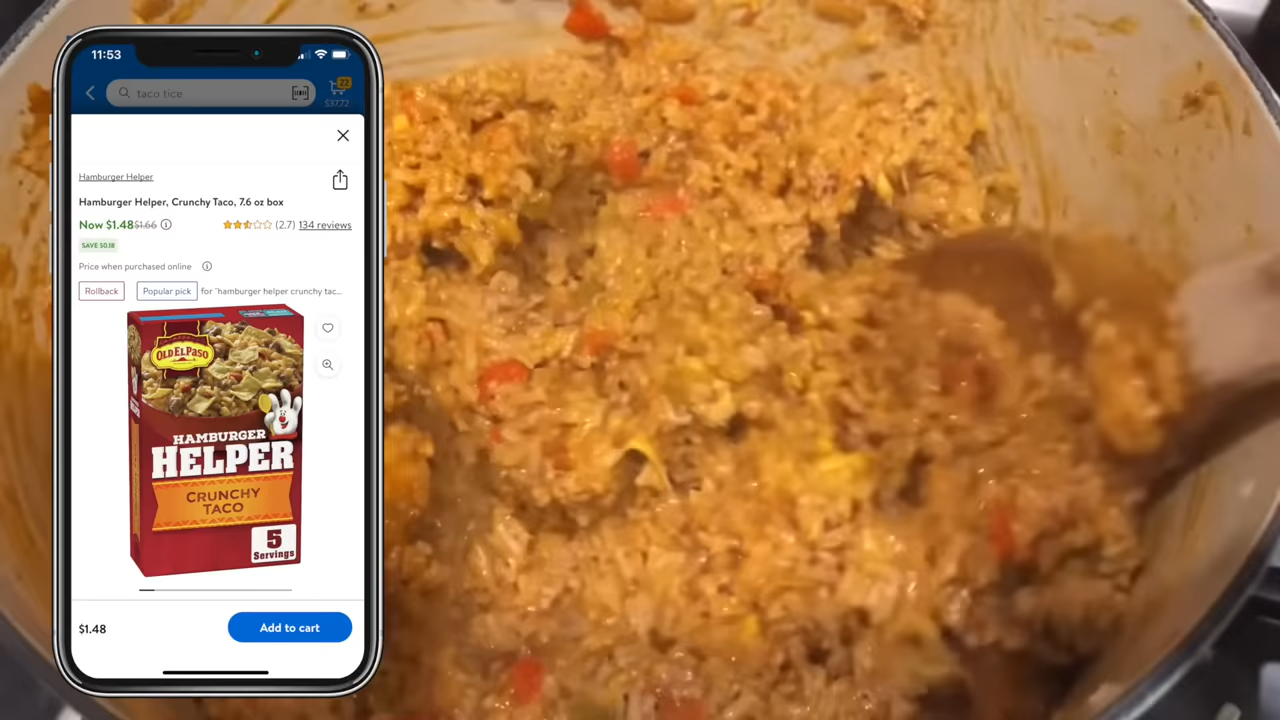 11:53
taco tice
22
$37.72
Hamburger Helper
Hamburger Helper, Crunchy Taco, 7.6 oz box
Now $1.48 $1.66
(2.7) 134 reviews
SAVE $0.18
Price when purchased online
Rollback
Popular pick
for "hamburger helper crunchy tac...
OLD EL PASO
HAMBURGER
HELPER
CRUNCHY
TACO
5
Servings
$1.48
Add to cart